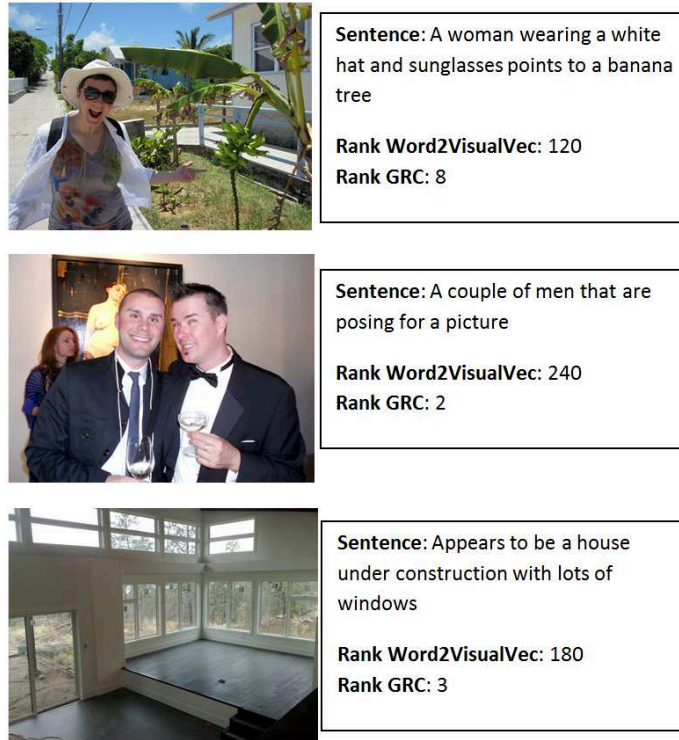 Sentence: A woman wearing a white
hat and sunglasses points to a banana
tree
Rank Word2VisualVec: 120
Rank GRC: 8
Sentence: A couple of men that are
posing for a picture
Rank Word2VisualVec: 240
Rank GRC: 2
Sentence: Appears to be a house
under construction with lots of
windows
Rank Word2VisualVec: 180
Rank GRC: 3